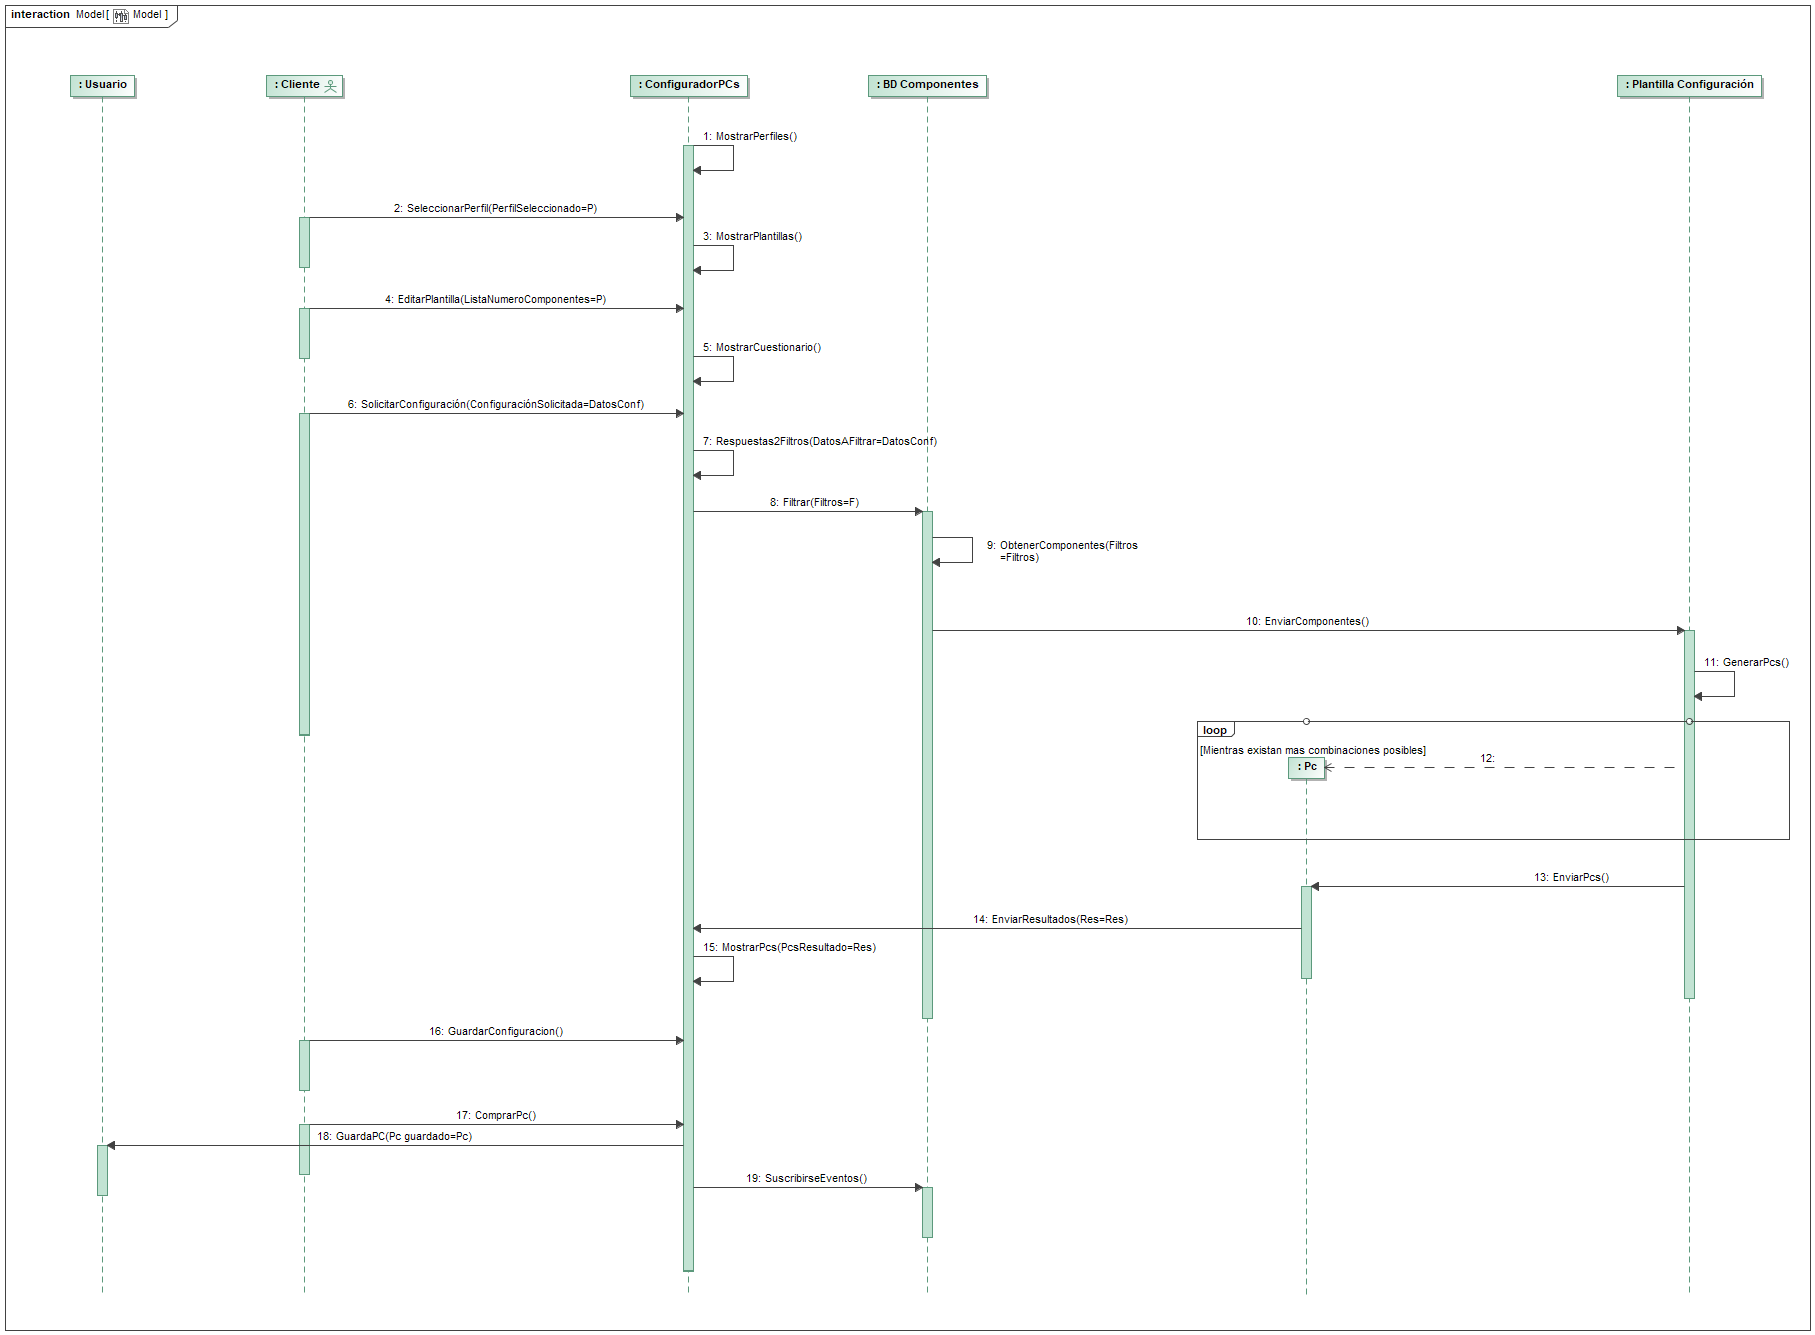 interaction Model[ Model ]
: Usuario
: Cliente
: ConfiguradorPCs
: BD Componentes
: Plantilla Configuración
1: MostrarPerfiles()
2: SeleccionarPerfil(PerfilSeleccionado=P)
3: MostrarPlantillas()
4: EditarPlantilla(ListaNumeroComponentes=P)
5: MostrarCuestionario()
6: SolicitarConfiguración(ConfiguraciónSolicitada=DatosConf)
7: Respuestas2Filtros(DatosAFiltrar=DatosConf)
8: Filtrar(Filtros=F)
9: ObtenerComponentes(Filtros
=Filtros)
10: EnviarComponentes()
11: GenerarPcs()
loop
[Mientras existan mas combinaciones posibles]
12:
: Pc
13: EnviarPcs()
14: EnviarResultados(Res=Res)
15: MostrarPcs(PcsResultado=Res)
16: GuardarConfiguracion()
17: ComprarPc()
18: GuardaPC(Pc guardado=Pc)
19: SuscribirseEventos()